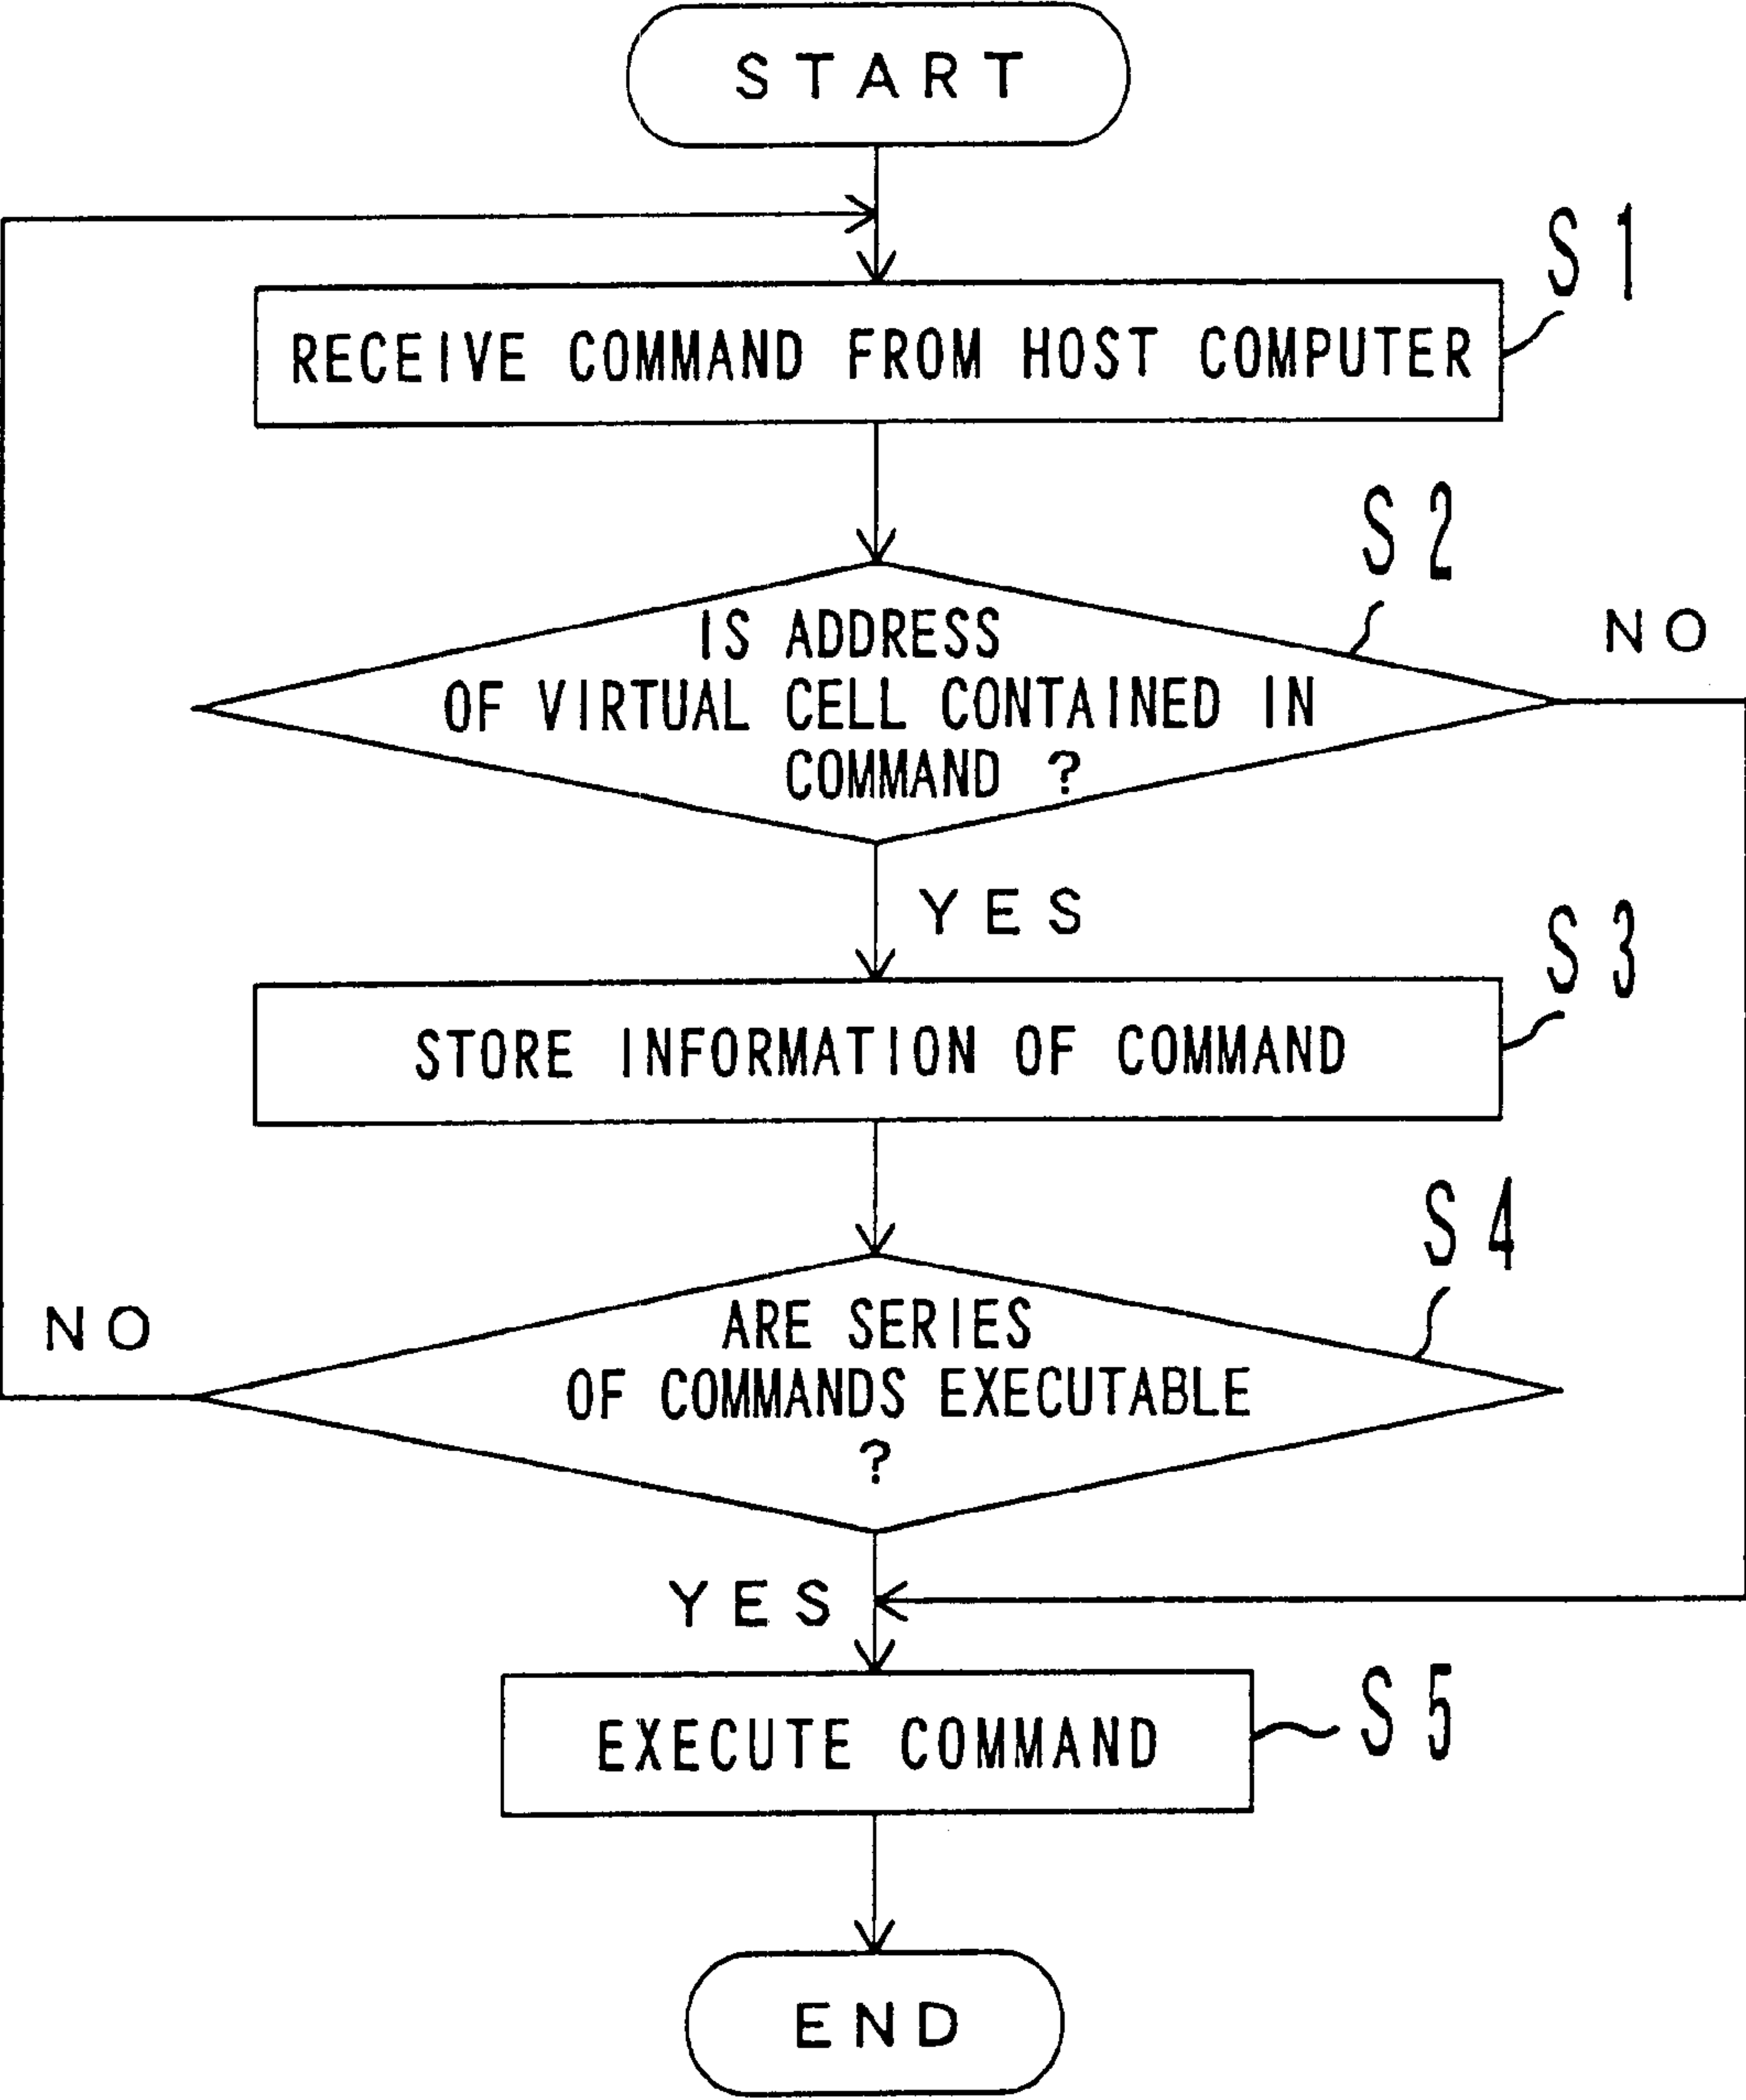 START
S1
RECEIVE COMMAND FROM HOST COMPUTER
S2
NO
IS ADDRESS
OF VIRTUAL CELL CONTAINED IN
COMMAND ?
YES
S3
STORE INFORMATION OF COMMAND
S4
NO
ARE SERIES
OF COMMANDS EXECUTABLE
?
YES
S5
EXECUTE COMMAND
END